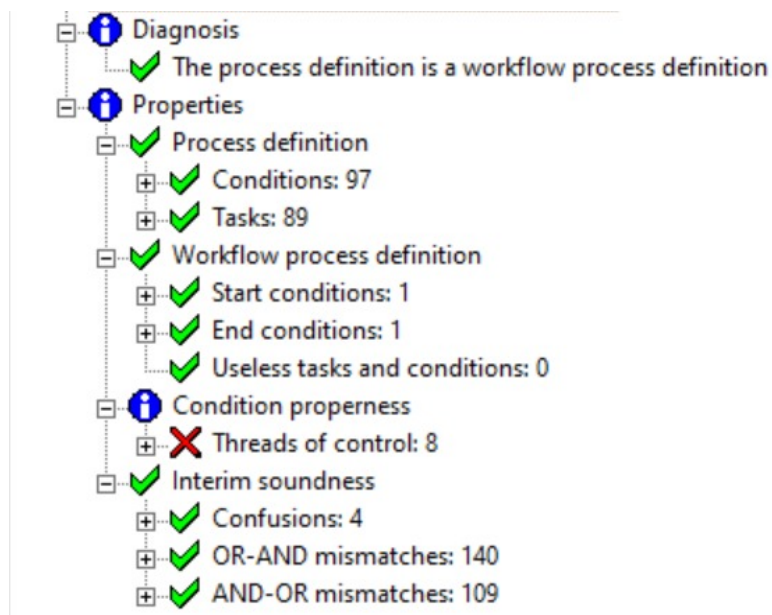 Diagnosis
The process definition is a workflow process definition
Properties
Process definition
Conditions: 97
Tasks: 89
Workflow process definition
Start conditions: 1
End conditions: 1
Useless tasks and conditions: 0
Condition properness
Threads of control: 8
Interim soundness
Confusions: 4
OR-AND mismatches: 140
AND-OR mismatches: 109